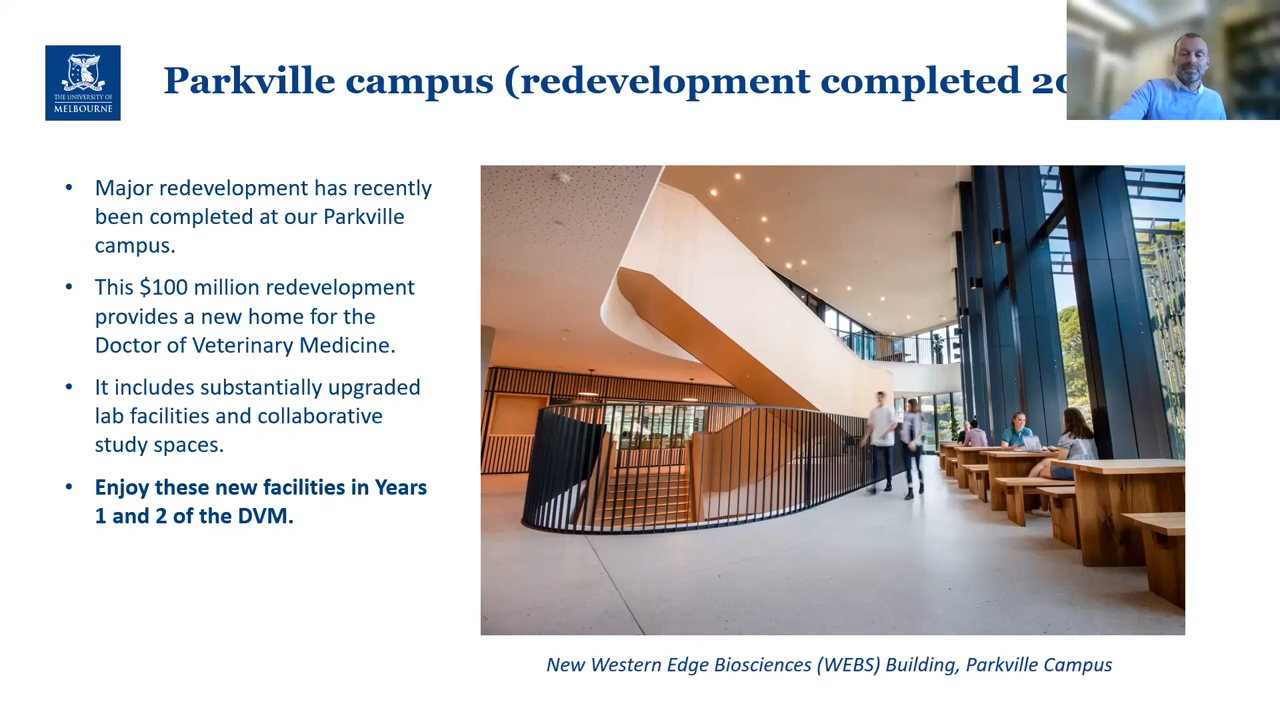 THE UNIVERSITY OF
MELBOURNE
Parkville campus (redevelopment completed
• Major redevelopment has recently
been completed at our Parkville
campus.
• This $100 million redevelopment
provides a new home for the
Doctor of Veterinary Medicine.
• It includes substantially upgraded
lab facilities and collaborative
study spaces.
• Enjoy these new facilities in Years
1 and 2 of the DVM.
New Western Edge Biosciences (WEBS) Building, Parkville Campus